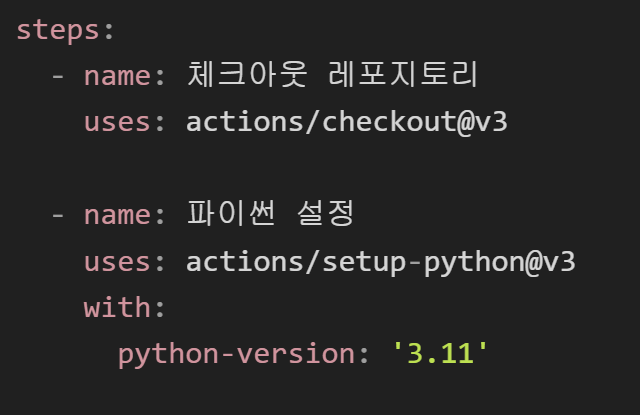 steps:
  - name: 체크아웃 레포지토리
    uses: actions/checkout@v3

  - name: 파이썬 설정
    uses: actions/setup-python@v3
    with:
      python-version: '3.11'